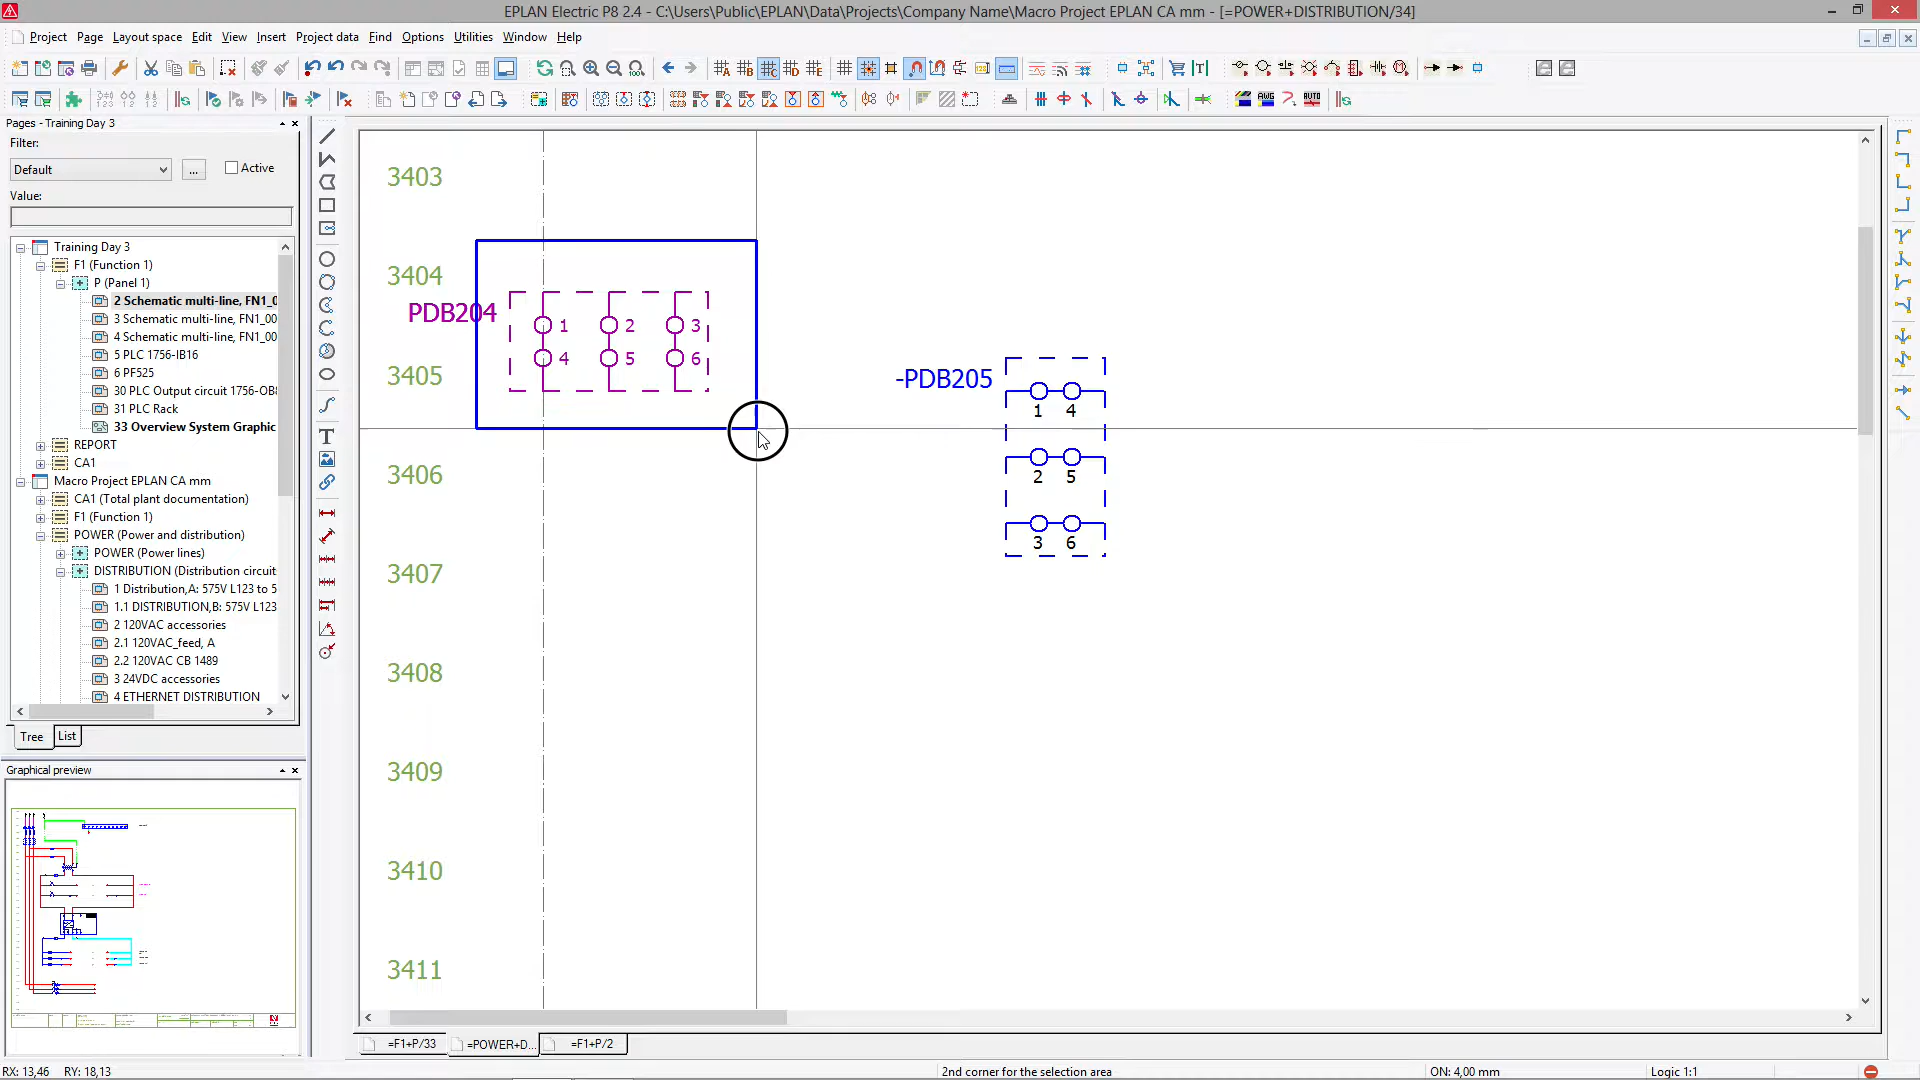 EPLAN Electric P8 2.4 - C:\Users\Public\EPLAN\Data\Projects\Company Name\Macro Project EPLAN CA mm - [=POWER+DISTRIBUTION/34]
Project Page Layout space Edit View Insert Project data Find Options Utilities Window Help
Pages - Training Day 3
Filter:
Default
...
Active
Value:
Training Day 3
F1 (Function 1)
P (Panel 1)
2 Schematic multi-line, FN1_0
3 Schematic multi-line, FN1_00
4 Schematic multi-line, FN1_00
5 PLC 1756-IB16
6 PF525
30 PLC Output circuit 1756-OB8
31 PLC Rack
33 Overview System Graphic
REPORT
CA1
Macro Project EPLAN CA mm
CA1 (Total plant documentation)
F1 (Function 1)
POWER (Power and distribution)
POWER (Power lines)
DISTRIBUTION (Distribution circuit
1 Distribution,A: 575V L123 to 5
1.1 DISTRIBUTION,B: 575V L123
2 120VAC accessories
2.1 120VAC_feed, A
2.2 120VAC CB 1489
3 24VDC accessories
4 ETHERNET DISTRIBUTION
Tree List
Graphical preview
3403
3404
3405
3406
3407
3408
3409
3410
3411
PDB204
1 2 3
4 5 6
-PDB205
1 4
2 5
3 6
=F1+P/33 =POWER+D... =F1+P/2
RX: 13,46 RY: 18,13 2nd corner for the selection area ON: 4,00 mm Logic 1:1